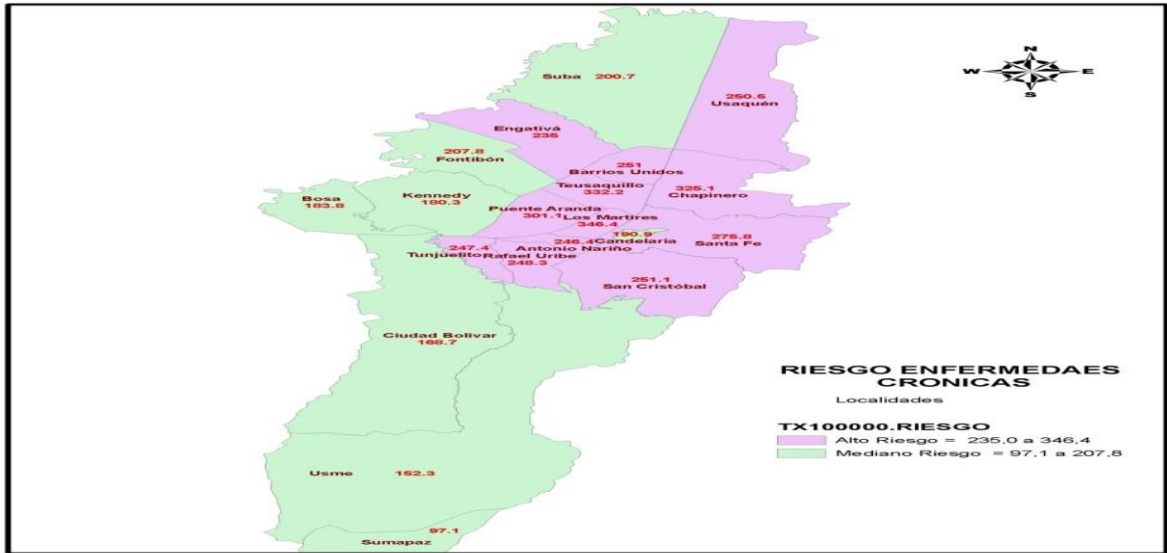 N
W E
S
Suba 200.7
250.5
Usaquén
Engativá
235
207.8
Fontibón
251
Barrios Unidos
Teusaquillo
332.2
325.1
Chapinero
Bosa
183.8
Kennedy
180.3
Puente Aranda
301.1
Los Martires
346.4
190.9
Candelaria
275.8
Santa Fe
247.4
Tunjuelito
246.4
Antonio Nariño
Rafael Uribe
248.3
251.1
San Cristóbal
Ciudad Bolivar
168.7
RIESGO ENFERMEDAES
CRONICAS
Localidades
TX100000.RIESGO
Alto Riesgo = 235,0 a 346,4
Mediano Riesgo = 97,1 a 207,8
Usme 152.3
97.1
Sumapaz